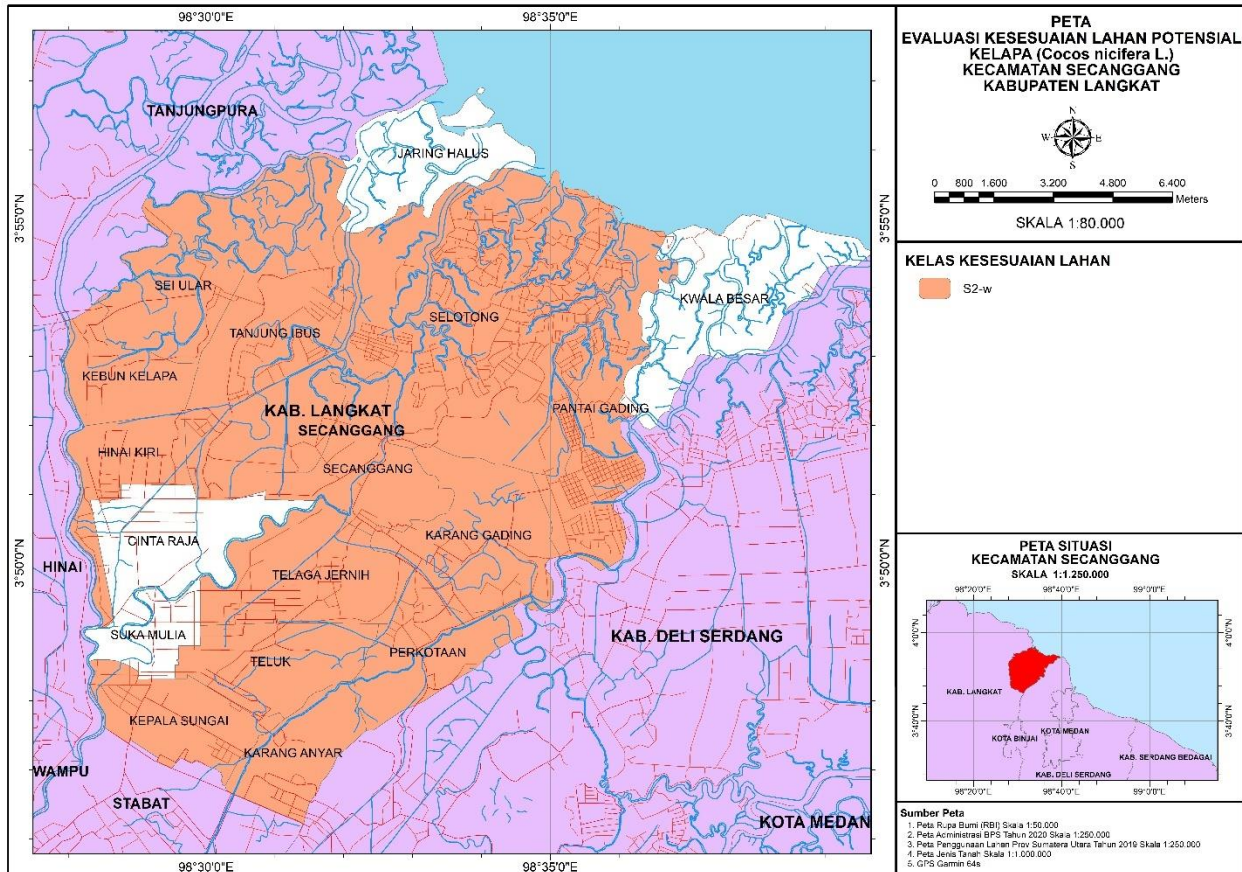 PETA
EVALUASI KESESUAIAN LAHAN POTENSIAL
KELAPA (Cocos nicifera L.)
KECAMATAN SECANGGANG
KABUPATEN LANGKAT
N
W E
S
0 800 1.600 3.200 4.800 6.400
Meters
SKALA 1:80.000
KELAS KESESUAIAN LAHAN
S2-w
PETA SITUASI
KECAMATAN SECANGGANG
SKALA 1:1.250.000
98°20'0"E 98°40'0"E 99°0'0"E
4°0'0"N 4°0'0"N
KAB. LANGKAT
3°40'0"N 3°40'0"N
KOTA BINJAI
KOTA MEDAN
KAB. SERDANG BEDAGAI
KAB. DELI SERDANG
98°20'0"E 98°40'0"E 99°0'0"E
Sumber Peta
1. Peta Rupa Bumi (RBI) Skala 1:50.000
2. Peta Administrasi BPS Tahun 2020 Skala 1:250.000
3. Peta Penggunaan Lahan Prov Sumatera Utara Tahun 2019 Skala 1:250.000
4. Peta Jenis Tanah Skala 1:1.000.000
5. GPS Garmin 64s
98°30'0"E 98°35'0"E
TANJUNGPURA
JARING HALUS
3°55'0"N 3°55'0"N
SEI ULAR
KWALA BESAR
SELOTONG
TANJUNG IBUS
KEBUN KELAPA
KAB. LANGKAT
PANTAI GADING
SECANGGANG
HINAI KIRI
SECANGGANG
KARANG GADING
CINTA RAJA
3°50'0"N 3°50'0"N
HINAI
TELAGA JERNIH
SUKA MULIA
KAB. DELI SERDANG
PERKOTAAN
TELUK
KEPALA SUNGAI
KARANG ANYAR
WAMPU
STABAT
KOTA MEDAN
98°30'0"E 98°35'0"E